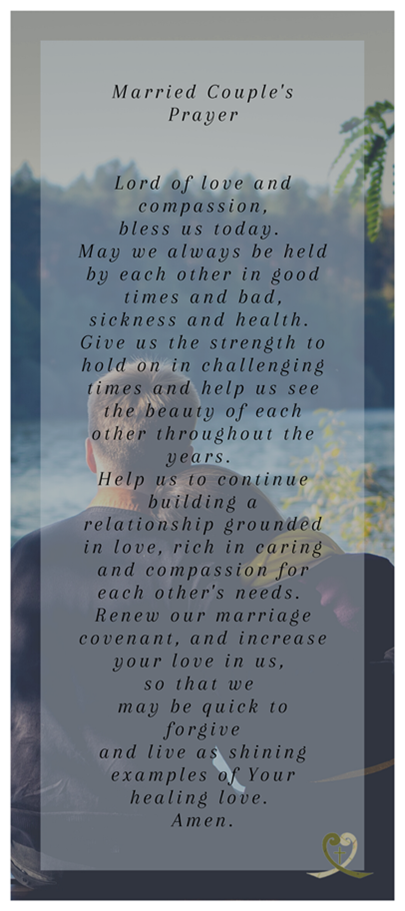 Married Couple's
Prayer
Lord of love and
compassion,
bless us today.
May we always be held
by each other in good
times and bad,
sickness and health.
Give us the strength to
hold on in challenging
times and help us see
the beauty of each
other throughout the
years.
Help us to continue
building a
relationship grounded
in love, rich in caring
and compassion for
each other's needs.
Renew our marriage
covenant, and increase
your love in us,
so that we
may be quick to
forgive
and live as shining
examples of Your
healing love.
Amen.